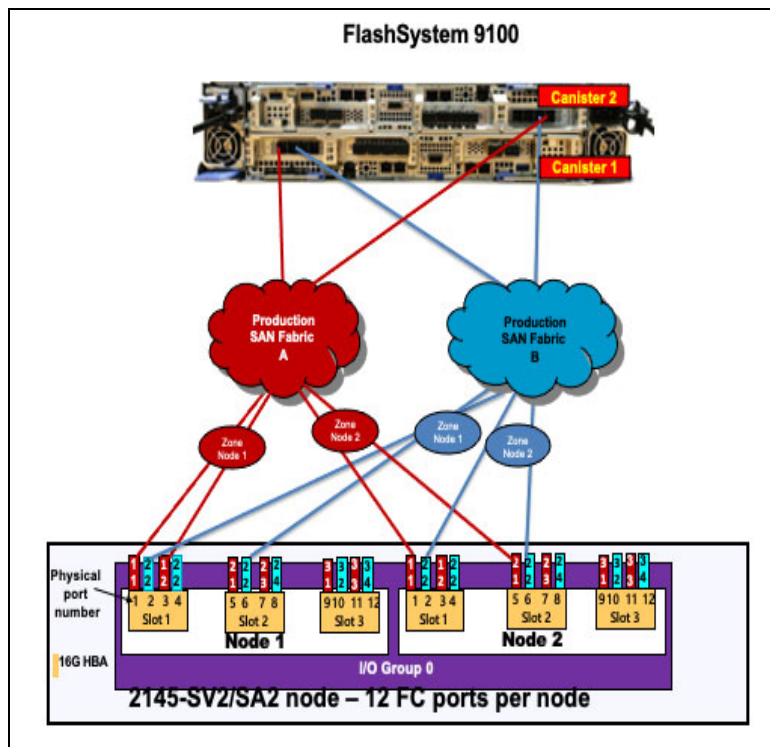 FlashSystem 9100
Canister 2
Canister 1
Production
SAN Fabric
A
Production
SAN Fabric
B
Zone
Node 1
Zone
Node 2
Zone
Node 1
Zone
Node 2
Physical
port
number
1 2 3 4
Slot 1
5 6 7 8
Slot 2
9 10 11 12
Slot 3
1 2 3 4
Slot 1
5 6 7 8
Slot 2
9 10 11 12
Slot 3
Node 1
Node 2
16G HBA
I/O Group 0
2145-SV2/SA2 node – 12 FC ports per node